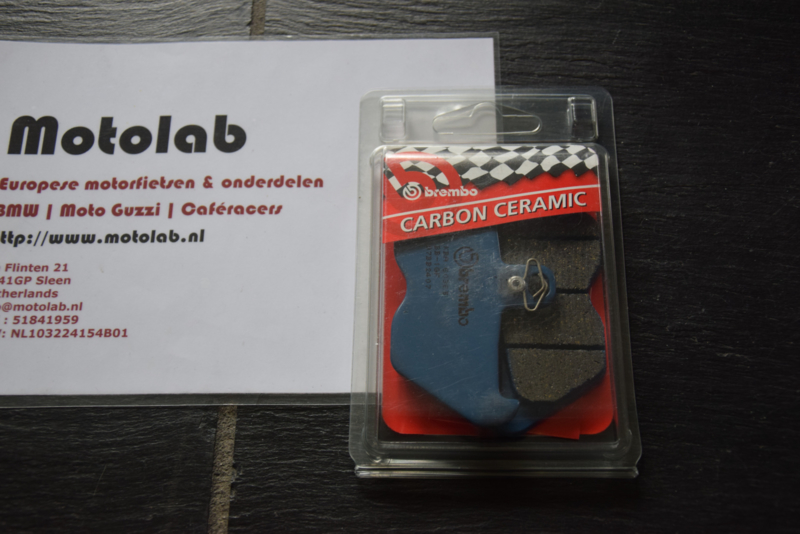 Motolab
Europese motorfietsen & onderdelen
BMW | Moto Guzzi | Caféracers
http://www.motolab.nl
Flinten 21
41GP Sleen
therlands
@motolab.nl
: 51841959
: NL103224154B01
brembo
CARBON CERAMIC
brembo